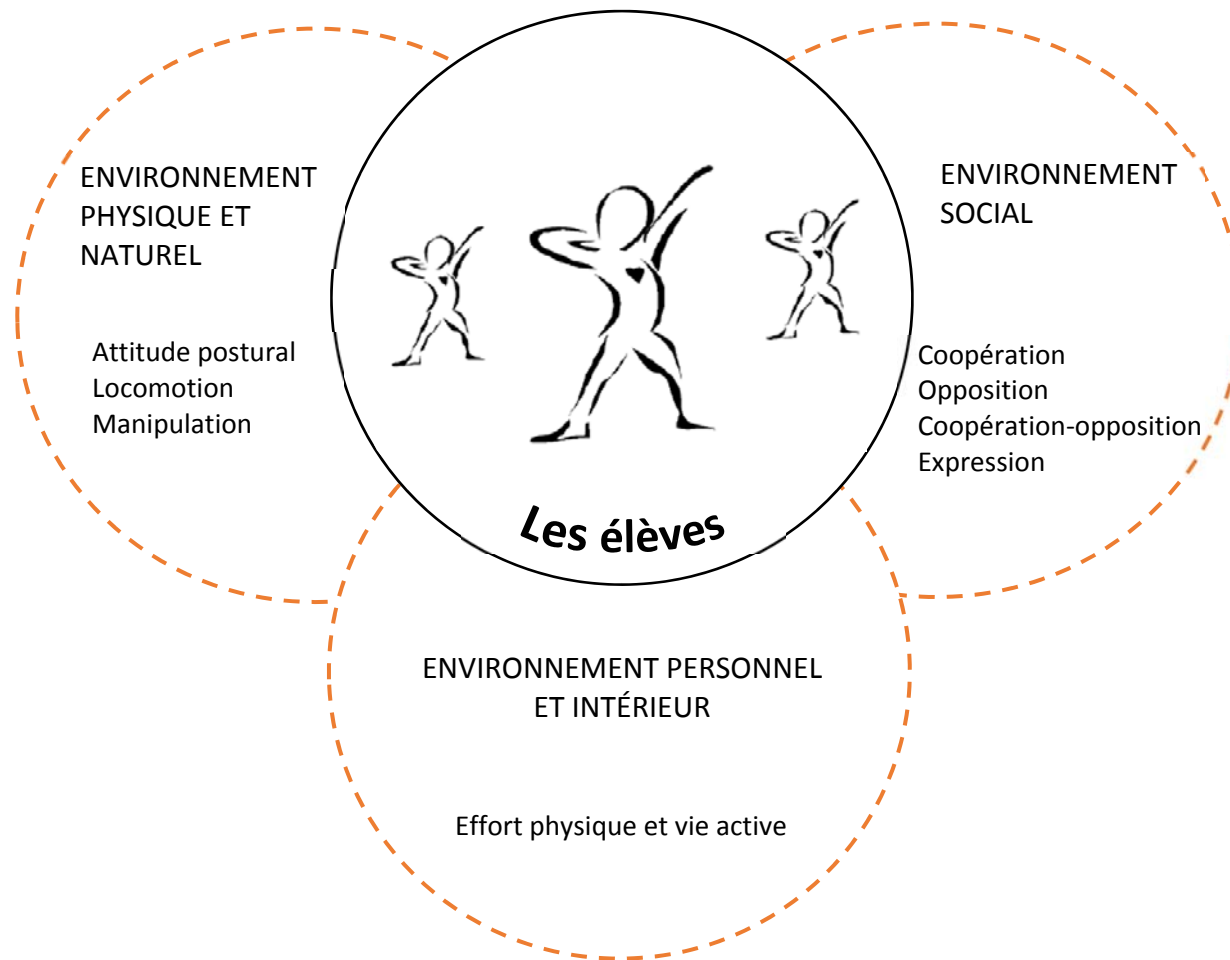 ENVIRONNEMENT
PHYSIQUE ET
NATUREL
Attitude postural
Locomotion
Manipulation
ENVIRONNEMENT
SOCIAL
Coopération
Opposition
Coopération-opposition
Expression
Les élèves
ENVIRONNEMENT PERSONNEL
ET INTÉRIEUR
Effort physique et vie active